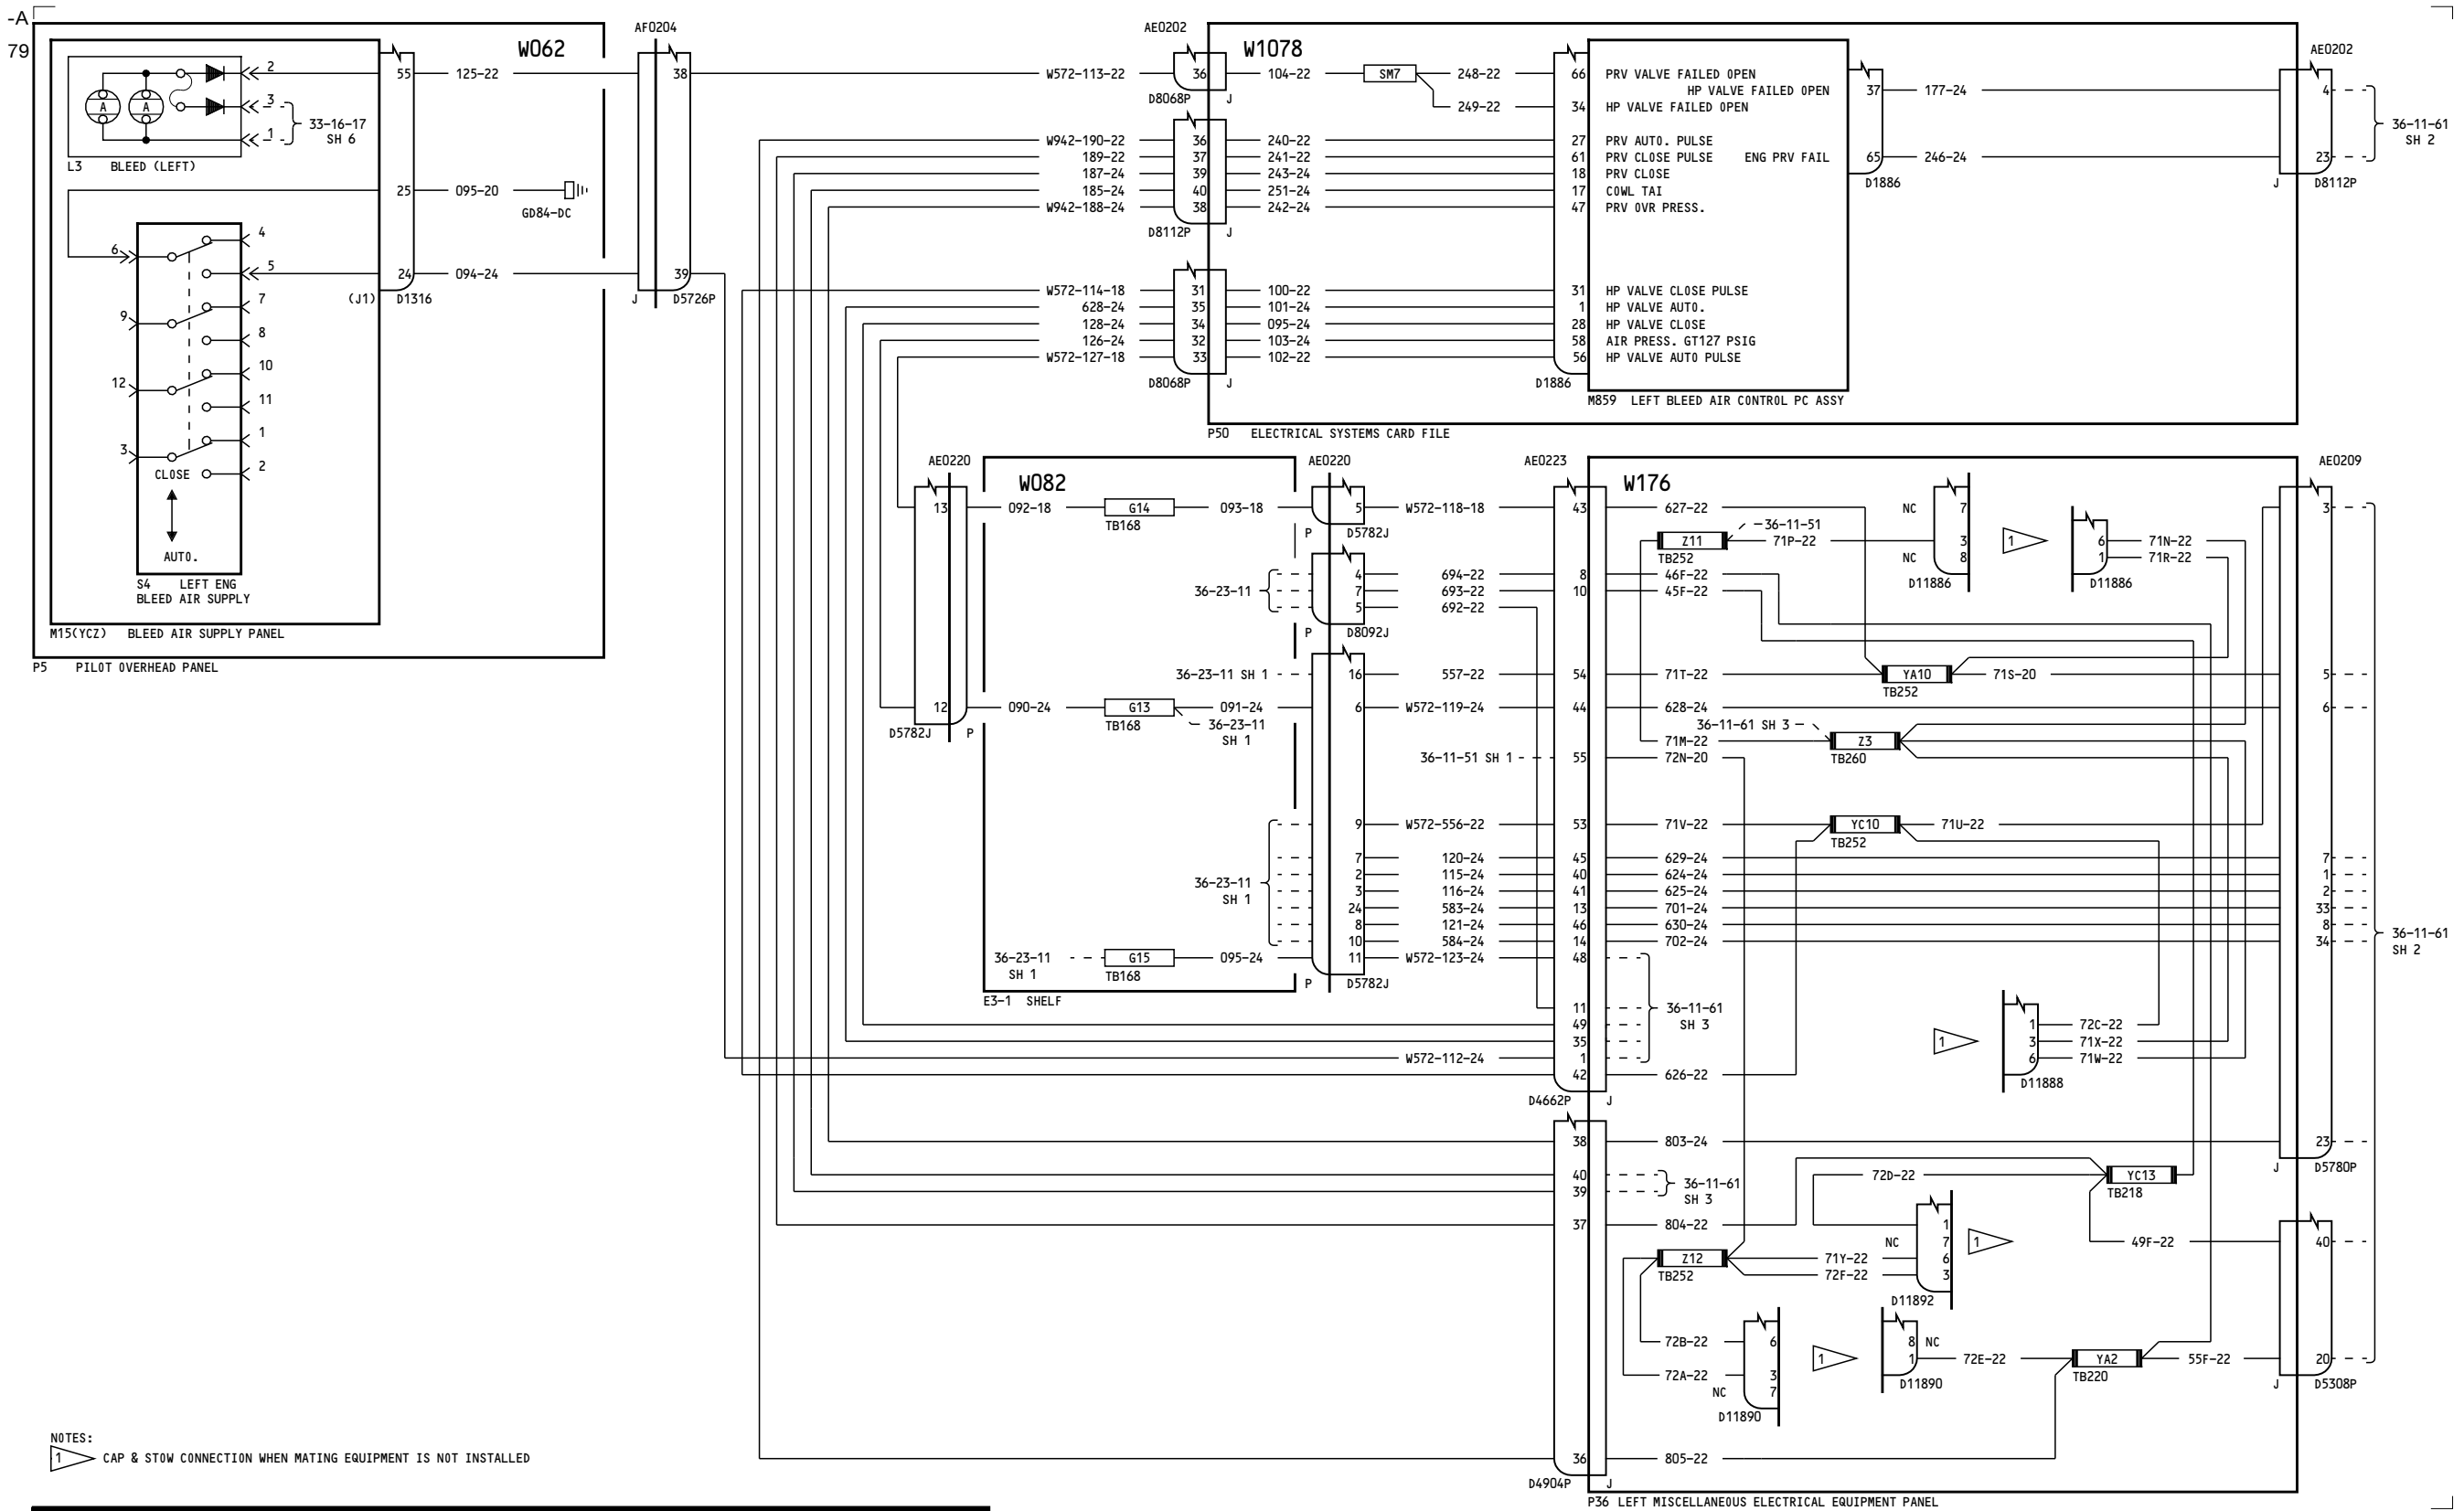 -A
79
W062
AF0204
AE0202
W1078
AE0202
2
55
125-22
38
W572-113-22
36
104-22
SM7
248-22
66
PRV VALVE FAILED OPEN
HP VALVE FAILED OPEN
37
177-24
4
A
A
3
D8068P
J
249-22
34
HP VALVE FAILED OPEN
33-16-17
SH 6
36-11-61
SH 2
1
W942-190-22
36
240-22
27
PRV AUTO. PULSE
189-22
37
241-22
61
PRV CLOSE PULSE
ENG PRV FAIL
65
246-24
23
L3
BLEED (LEFT)
187-24
39
243-24
18
PRV CLOSE
D1886
J
D8112P
25
095-20
185-24
40
251-24
17
COWL TAI
GD84-DC
W942-188-24
38
242-24
47
PRV OVR PRESS.
D8112P
J
4
6
5
24
094-24
39
(J1)
D1316
J
D5726P
W572-114-18
31
100-22
31
HP VALVE CLOSE PULSE
7
628-24
35
101-24
1
HP VALVE AUTO.
9
128-24
34
095-24
28
HP VALVE CLOSE
8
126-24
32
103-24
58
AIR PRESS. GT127 PSIG
W572-127-18
33
102-22
56
HP VALVE AUTO PULSE
10
12
D8068P
J
D1886
11
M859 LEFT BLEED AIR CONTROL PC ASSY
1
P50 ELECTRICAL SYSTEMS CARD FILE
3
2
CLOSE
AUTO.
S4 LEFT ENG
BLEED AIR SUPPLY
M15(YCZ) BLEED AIR SUPPLY PANEL
P5 PILOT OVERHEAD PANEL
AE0220
AE0220
AE0223
AE0209
W082
W176
13
092-18
G14
093-18
5
W572-118-18
43
627-22
NC
7
3
TB168
P
D5782J
36-11-51
Z11
71P-22
3
1
6
71N-22
TB252
NC
8
1
71R-22
4
694-22
8
46F-22
D11886
D11886
36-23-11
7
693-22
10
45F-22
5
692-22
P
D8092J
36-23-11 SH 1
16
557-22
54
71T-22
YA10
71S-20
5
TB252
12
090-24
G13
091-24
6
W572-119-24
44
628-24
6
D5782J
P
TB168
36-23-11
SH 1
36-11-61 SH 3
71M-22
Z3
36-11-51 SH 1
55
72N-20
TB260
9
W572-556-22
53
71V-22
YC10
71U-22
TB252
7
120-24
45
629-24
7
2
115-24
40
624-24
1
36-23-11
SH 1
3
116-24
41
625-24
2
24
583-24
13
701-24
33
8
121-24
46
630-24
8
10
584-24
14
702-24
34
36-11-61
SH 2
36-23-11
SH 1
G15
095-24
11
W572-123-24
48
TB168
P
D5782J
E3-1 SHELF
11
36-11-61
SH 3
49
1
72C-22
35
1
3
71X-22
W572-112-24
1
6
71W-22
42
626-22
D11888
D4662P
J
38
803-24
23
J
D5780P
40
72D-22
YC13
39
36-11-61
SH 3
TB218
37
804-22
1
NC
7
1
49F-22
40
Z12
71Y-22
6
TB252
72F-22
3
D11892
72B-22
6
8
NC
1
1
72E-22
YA2
55F-22
20
72A-22
3
D11890
TB220
J
D5308P
NC
7
D11890
NOTES:
1
CAP & STOW CONNECTION WHEN MATING EQUIPMENT IS NOT INSTALLED
36
805-22
D4904P
J
P36 LEFT MISCELLANEOUS ELECTRICAL EQUIPMENT PANEL